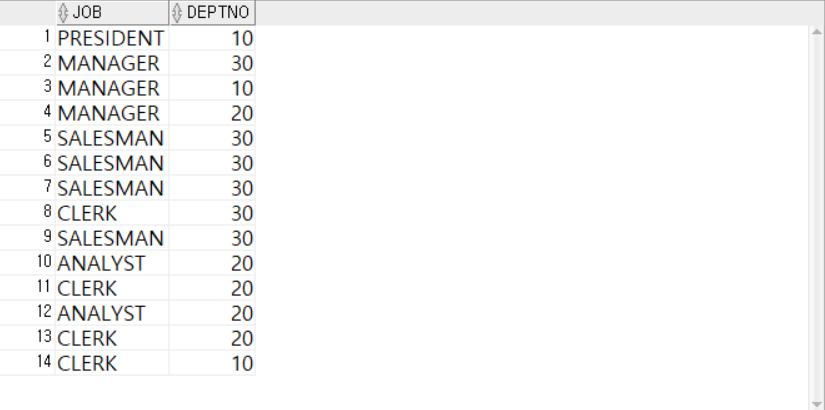 JOB DEPTNO
1 PRESIDENT 10
2 MANAGER 30
3 MANAGER 10
4 MANAGER 20
5 SALESMAN 30
6 SALESMAN 30
7 SALESMAN 30
8 CLERK 30
9 SALESMAN 30
10 ANALYST 20
11 CLERK 20
12 ANALYST 20
13 CLERK 20
14 CLERK 10